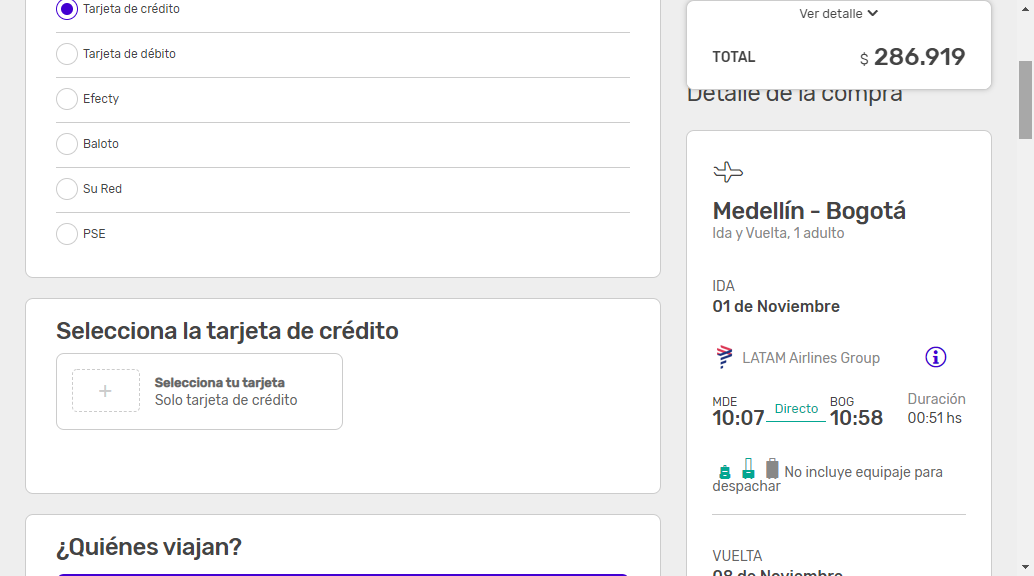 Tarjeta de crédito
Tarjeta de débito
Efecty
Baloto
Su Red
PSE
Selecciona la tarjeta de crédito
+
Selecciona tu tarjeta
Solo tarjeta de crédito
¿Quiénes viajan?
Ver detalle
TOTAL $ 286.919
Detalle de la compra
Medellín - Bogotá
Ida y Vuelta, 1 adulto
IDA
01 de Noviembre
LATAM Airlines Group
MDE Directo BOG Duración
10:07 10:58 00:51 hs
No incluye equipaje para
despachar
VUELTA
08 de Noviembre